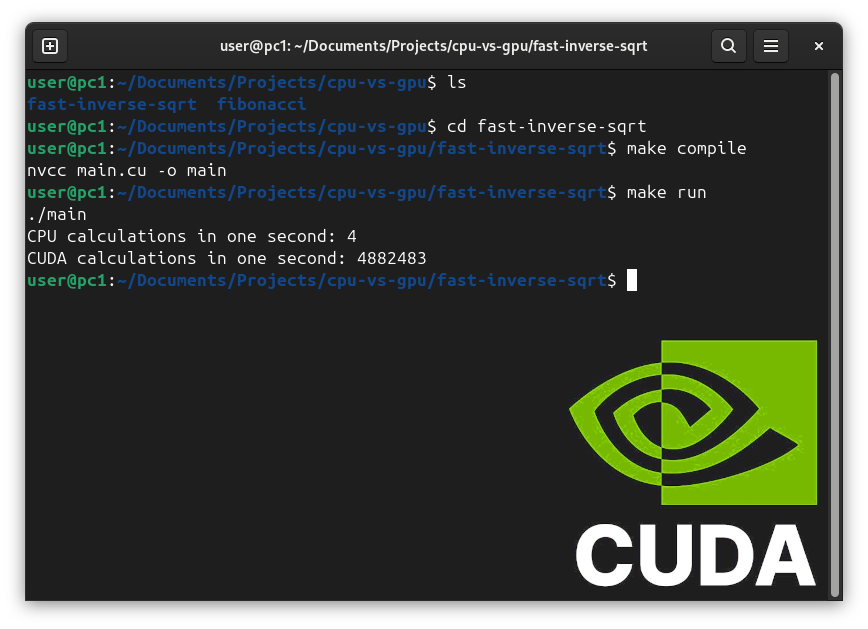 user@pc1: ~/Documents/Projects/cpu-vs-gpu/fast-inverse-sqrt
user@pc1:~/Documents/Projects/cpu-vs-gpu$ ls
fast-inverse-sqrt  fibonacci
user@pc1:~/Documents/Projects/cpu-vs-gpu$ cd fast-inverse-sqrt
user@pc1:~/Documents/Projects/cpu-vs-gpu/fast-inverse-sqrt$ make compile
nvcc main.cu -o main
user@pc1:~/Documents/Projects/cpu-vs-gpu/fast-inverse-sqrt$ make run
./main
CPU calculations in one second: 4
CUDA calculations in one second: 4882483
user@pc1:~/Documents/Projects/cpu-vs-gpu/fast-inverse-sqrt$
CUDA